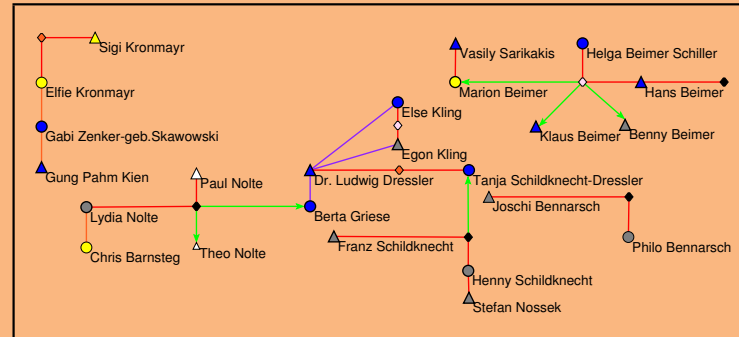 Sigi Kronmayr
Vasily Sarikakis
Helga Beimer Schiller
Elfie Kronmayr
Marion Beimer
Hans Beimer
Else Kling
Gabi Zenker-geb.Skawowski
Klaus Beimer
Benny Beimer
Egon Kling
Gung Pahm Kien
Paul Nolte
Dr. Ludwig Dressler
Tanja Schildknecht-Dressler
Lydia Nolte
Berta Griese
Joschi Bennarsch
Chris Barnsteg
Theo Nolte
Franz Schildknecht
Philo Bennarsch
Henny Schildknecht
Stefan Nossek